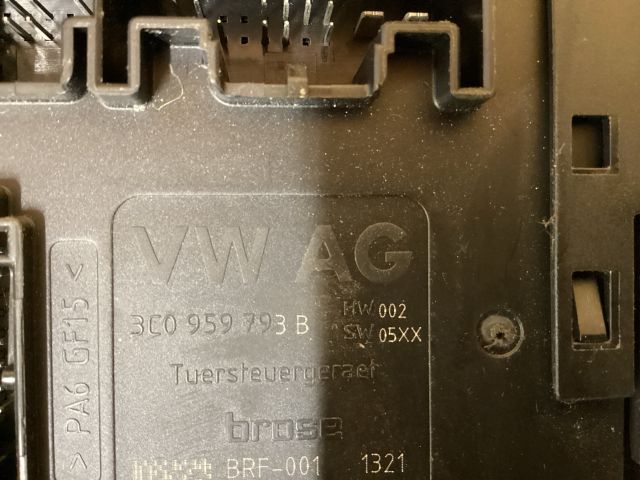 VW AG
3C0 959 793 B HW 002
SW 05XX
Tuersteuergeraet
brose
BRF-001 1321
> PA6 GF15 <